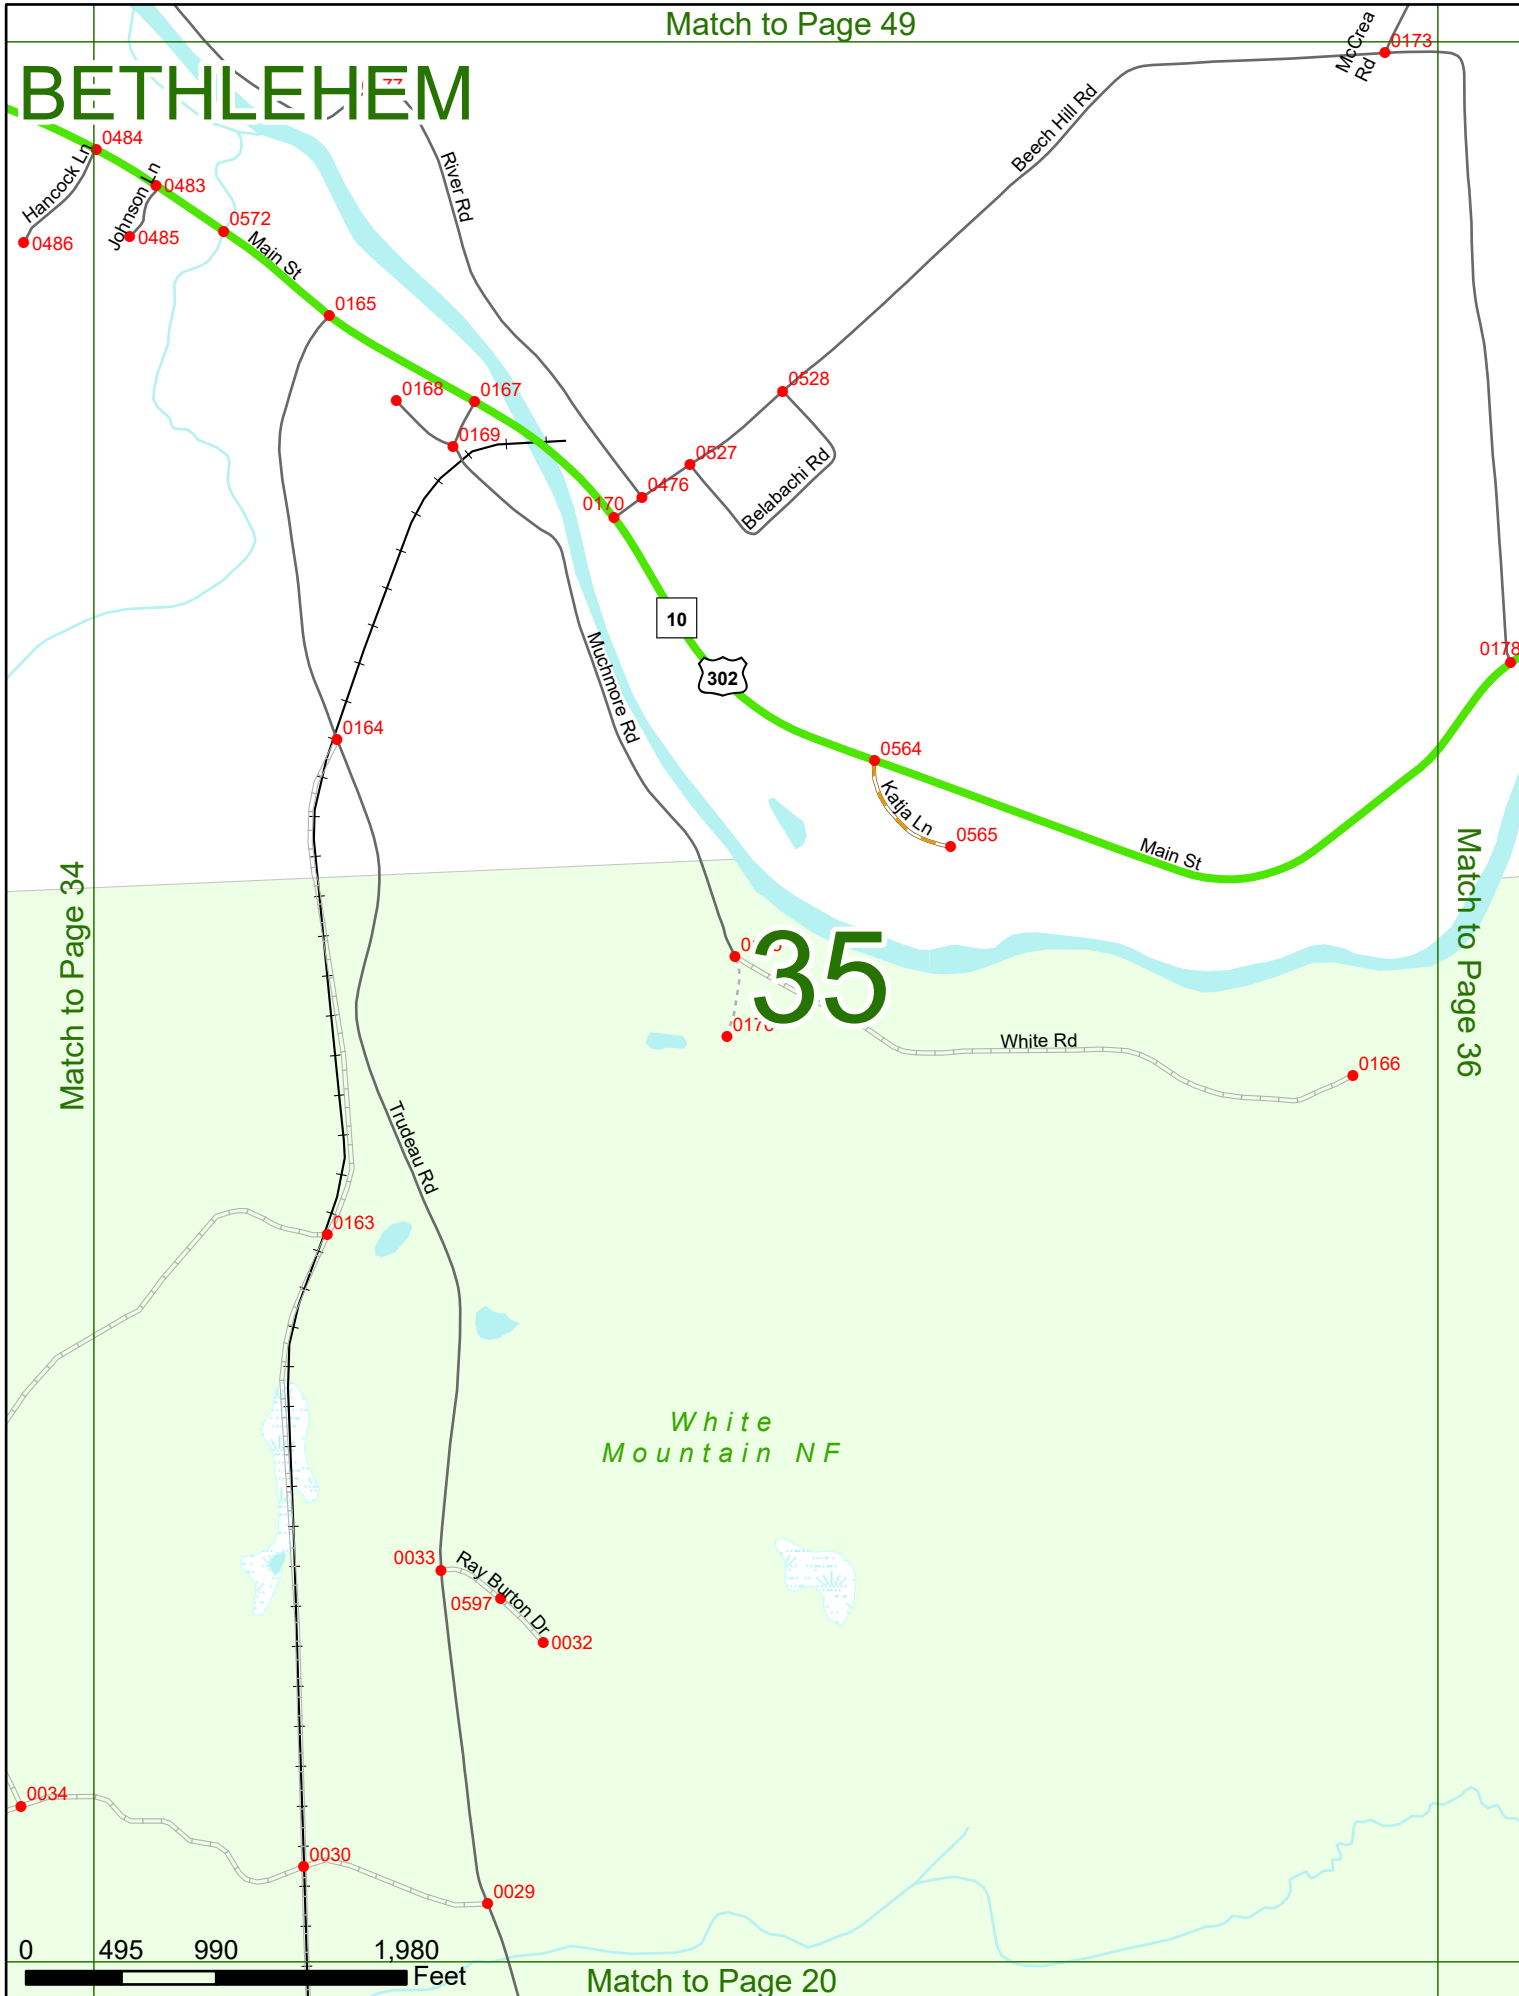 Match to Page 49
McCrea
Rd
0173
BETHLEHEM
0484
Hancock Ln
0483
Johnson Ln
0486
0485
0572
Main St
River Rd
Beech Hill Rd
0165
0168
0167
0169
0528
0527
0476
0170
Belabachi Rd
10
302
0178
Muchmore Rd
0164
0564
Katja Ln
0565
Main St
Match to Page 34
Match to Page 36
35
White Rd
0166
Trudeau Rd
0163
White
Mountain NF
0033
Ray Burton Dr
0597
0032
0034
0030
0029
0 495 990 1,980
Feet
Match to Page 20